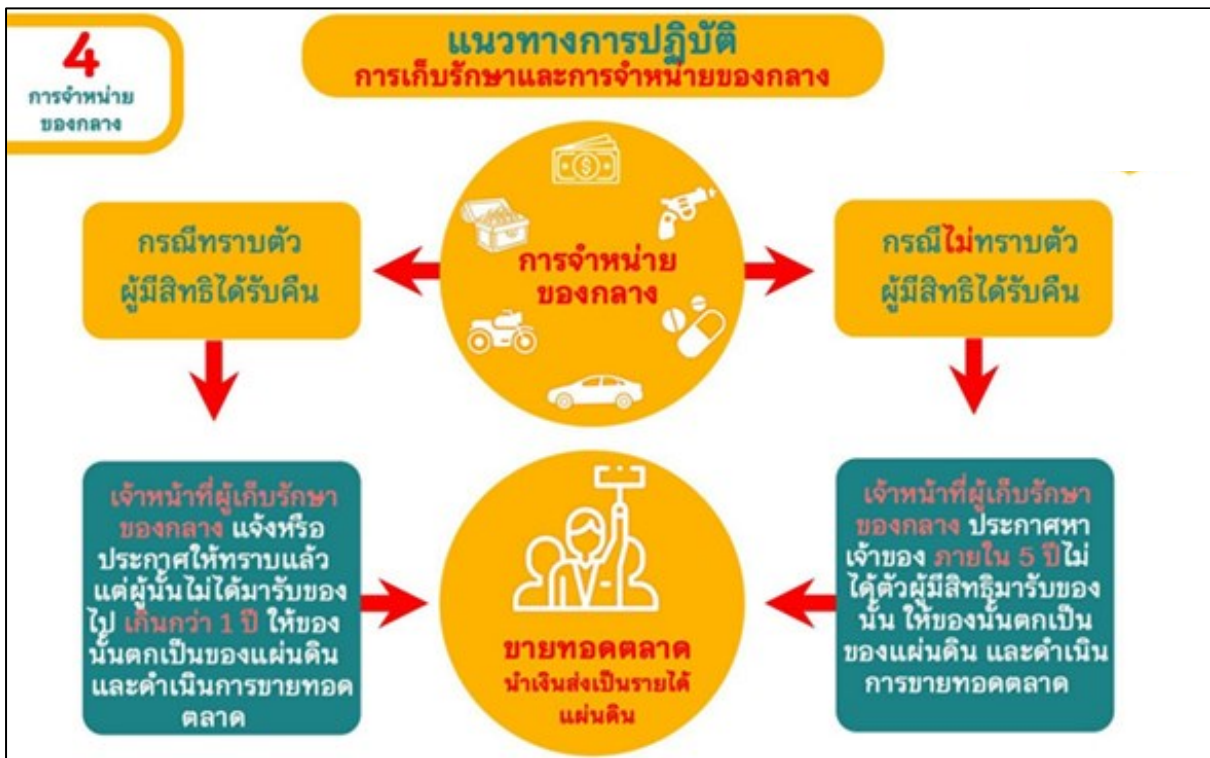 4
การจำหน่าย
ของกลาง
แนวทางการปฏิบัติ
การเก็บรักษาและการจำหน่ายของกลาง
กรณีทราบตัว
ผู้มีสิทธิได้รับคืน
การจำหน่าย
ของกลาง
กรณีไม่ทราบตัว
ผู้มีสิทธิได้รับคืน
เจ้าหน้าที่ผู้เก็บรักษา
ของกลาง แจ้งหรือ
ประกาศให้ทราบแล้ว
แต่ผู้นั้นไม่ได้มารับของ
ไป เกินกว่า 1 ปี ให้ของ
นั้นตกเป็นของแผ่นดิน
และดำเนินการขายทอด
ตลาด
ขายทอดตลาด
นำเงินส่งเป็นรายได้
แผ่นดิน
เจ้าหน้าที่ผู้เก็บรักษา
ของกลาง ประกาศหา
เจ้าของ ภายใน 5 ปีไม่
ได้ตัวผู้มีสิทธิมารับของ
นั้น ให้ของนั้นตกเป็น
ของแผ่นดิน และดำเนิน
การขายทอดตลาด